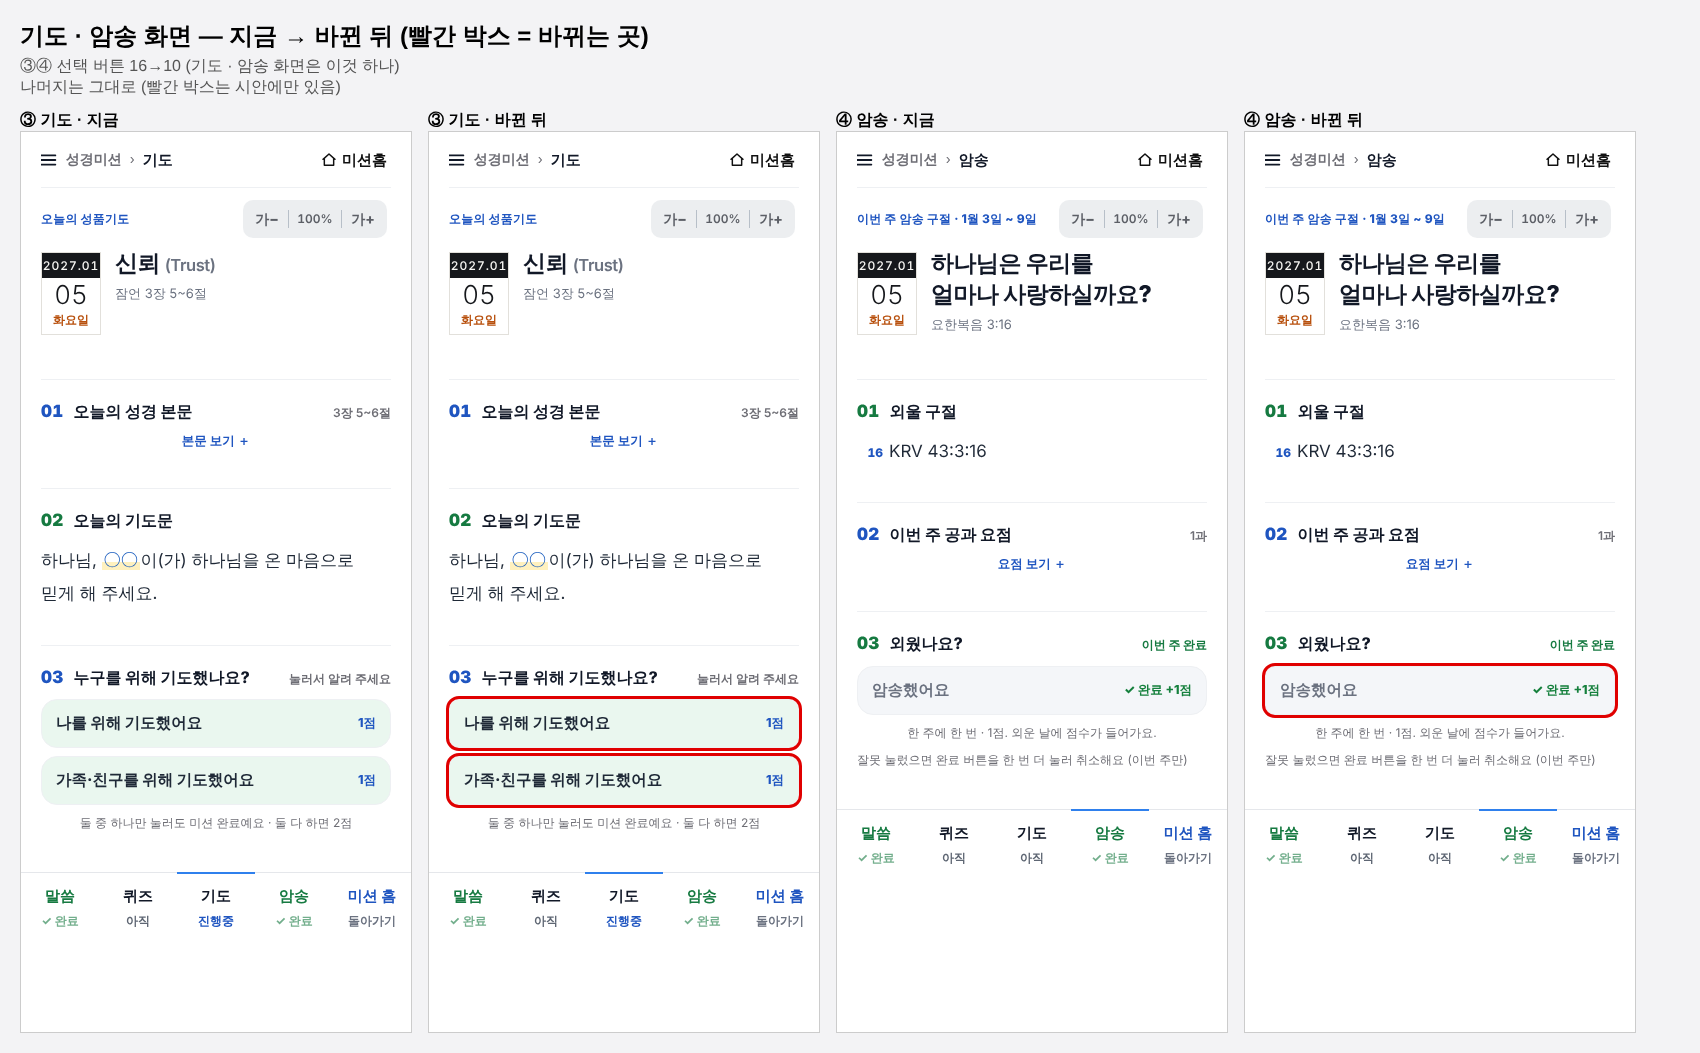 기도 · 암송 화면 — 지금 → 바뀐 뒤 (빨간 박스 = 바뀌는 곳)
③④ 선택 버튼 16→10 (기도 · 암송 화면은 이것 하나)
나머지는 그대로 (빨간 박스는 시안에만 있음)
③ 기도 · 지금
성경미션 › 기도
미션홈
오늘의 성품기도
가− 100% 가+
2027.01
05
화요일
신뢰 (Trust)
잠언 3장 5~6절
01 오늘의 성경 본문
3장 5~6절
본문 보기 +
02 오늘의 기도문
하나님, ○○이(가) 하나님을 온 마음으로
믿게 해 주세요.
03 누구를 위해 기도했나요?
눌러서 알려 주세요
나를 위해 기도했어요 1점
가족·친구를 위해 기도했어요 1점
둘 중 하나만 눌러도 미션 완료예요 · 둘 다 하면 2점
말씀 퀴즈 기도 암송 미션 홈
✓ 완료 아직 진행중 ✓ 완료 돌아가기
③ 기도 · 바뀐 뒤
성경미션 › 기도
미션홈
오늘의 성품기도
가− 100% 가+
2027.01
05
화요일
신뢰 (Trust)
잠언 3장 5~6절
01 오늘의 성경 본문
3장 5~6절
본문 보기 +
02 오늘의 기도문
하나님, ○○이(가) 하나님을 온 마음으로
믿게 해 주세요.
03 누구를 위해 기도했나요?
눌러서 알려 주세요
나를 위해 기도했어요 1점
가족·친구를 위해 기도했어요 1점
둘 중 하나만 눌러도 미션 완료예요 · 둘 다 하면 2점
말씀 퀴즈 기도 암송 미션 홈
✓ 완료 아직 진행중 ✓ 완료 돌아가기
④ 암송 · 지금
성경미션 › 암송
미션홈
이번 주 암송 구절 · 1월 3일 ~ 9일
가− 100% 가+
2027.01
05
화요일
하나님은 우리를
얼마나 사랑하실까요?
요한복음 3:16
01 외울 구절
16 KRV 43:3:16
02 이번 주 공과 요점
1과
요점 보기 +
03 외웠나요?
이번 주 완료
암송했어요 ✓ 완료 +1점
한 주에 한 번 · 1점. 외운 날에 점수가 들어가요.
잘못 눌렀으면 완료 버튼을 한 번 더 눌러 취소해요 (이번 주만)
말씀 퀴즈 기도 암송 미션 홈
✓ 완료 아직 아직 ✓ 완료 돌아가기
④ 암송 · 바뀐 뒤
성경미션 › 암송
미션홈
이번 주 암송 구절 · 1월 3일 ~ 9일
가− 100% 가+
2027.01
05
화요일
하나님은 우리를
얼마나 사랑하실까요?
요한복음 3:16
01 외울 구절
16 KRV 43:3:16
02 이번 주 공과 요점
1과
요점 보기 +
03 외웠나요?
이번 주 완료
암송했어요 ✓ 완료 +1점
한 주에 한 번 · 1점. 외운 날에 점수가 들어가요.
잘못 눌렀으면 완료 버튼을 한 번 더 눌러 취소해요 (이번 주만)
말씀 퀴즈 기도 암송 미션 홈
✓ 완료 아직 아직 ✓ 완료 돌아가기